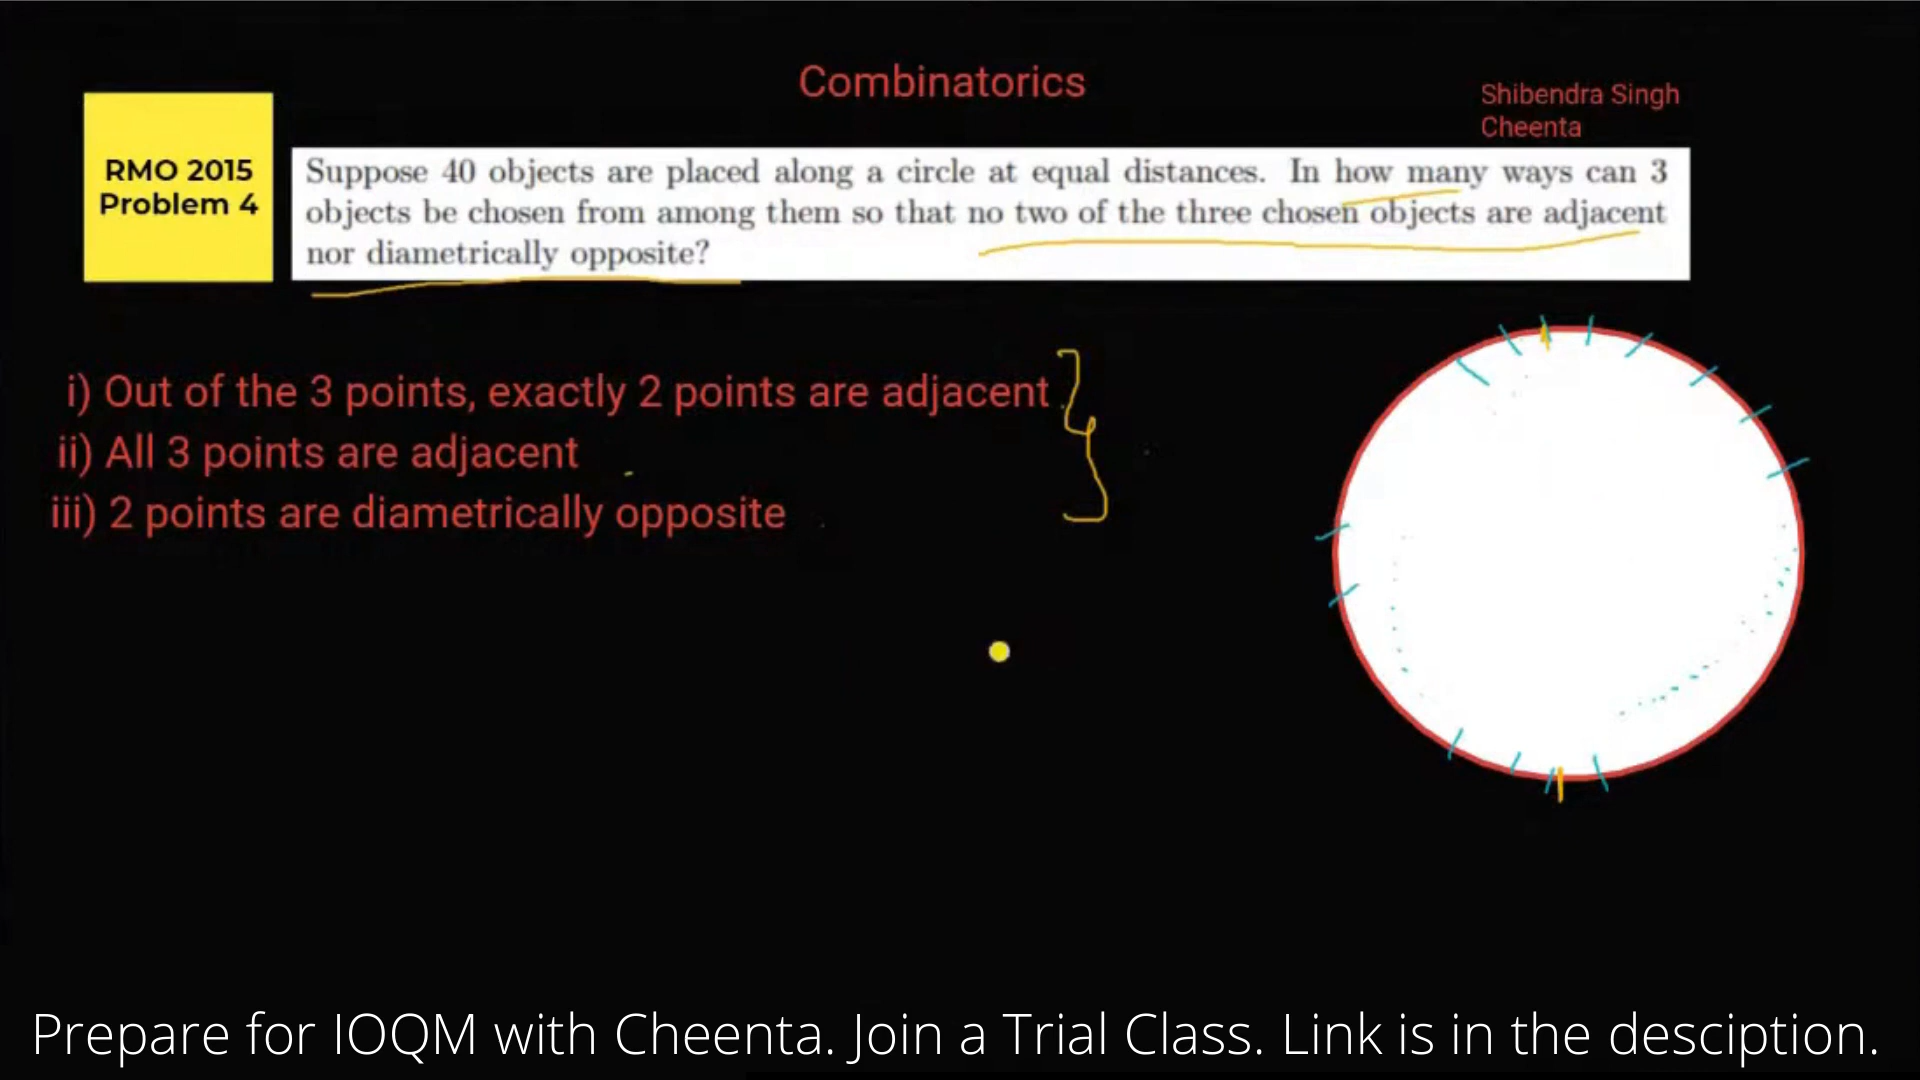 Combinatorics
Shibendra Singh
Cheenta
RMO 2015
Problem 4
Suppose 40 objects are placed along a circle at equal distances. In how many ways can 3
objects be chosen from among them so that no two of the three chosen objects are adjacent
nor diametrically opposite?
i) Out of the 3 points, exactly 2 points are adjacent
ii) All 3 points are adjacent
iii) 2 points are diametrically opposite
Prepare for IOQM with Cheenta. Join a Trial Class. Link is in the desciption.